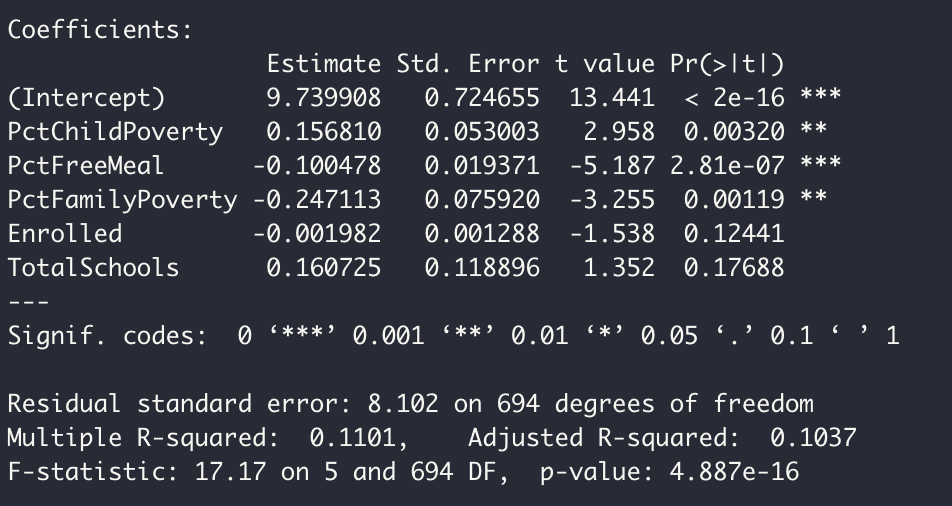 Coefficients:
                  Estimate Std. Error t value Pr(>|t|)
(Intercept)       9.739908   0.724655  13.441  < 2e-16 ***
PctChildPoverty   0.156810   0.053003   2.958  0.00320 **
PctFreeMeal      -0.100478   0.019371  -5.187 2.81e-07 ***
PctFamilyPoverty -0.247113   0.075920  -3.255  0.00119 **
Enrolled         -0.001982   0.001288  -1.538  0.12441
TotalSchools      0.160725   0.118896   1.352  0.17688
---
Signif. codes:  0 ‘***’ 0.001 ‘**’ 0.01 ‘*’ 0.05 ‘.’ 0.1 ‘ ’ 1

Residual standard error: 8.102 on 694 degrees of freedom
Multiple R-squared:  0.1101,    Adjusted R-squared:  0.1037
F-statistic: 17.17 on 5 and 694 DF,  p-value: 4.887e-16